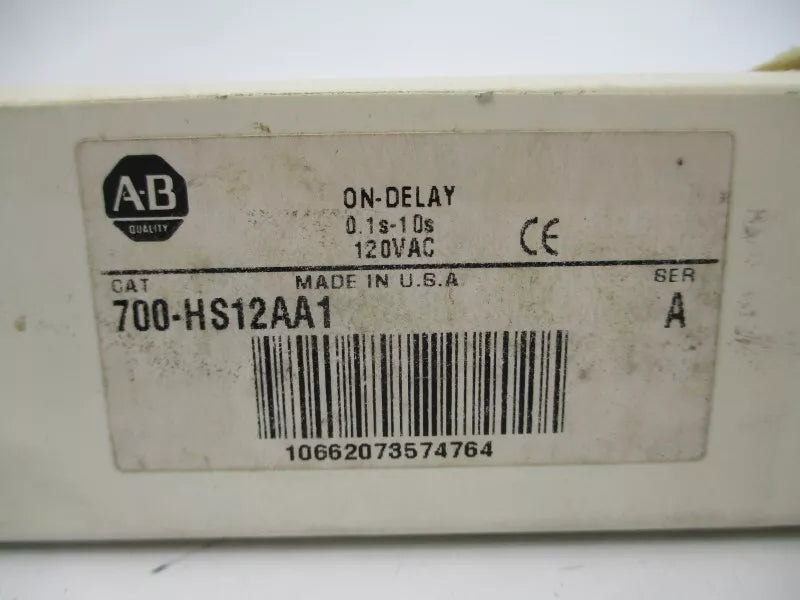 A-B
QUALITY
ON-DELAY
0.1s-10s
120VAC
CE
CAT
MADE IN U.S.A
SER
700-HS12AA1
A
10662073574764